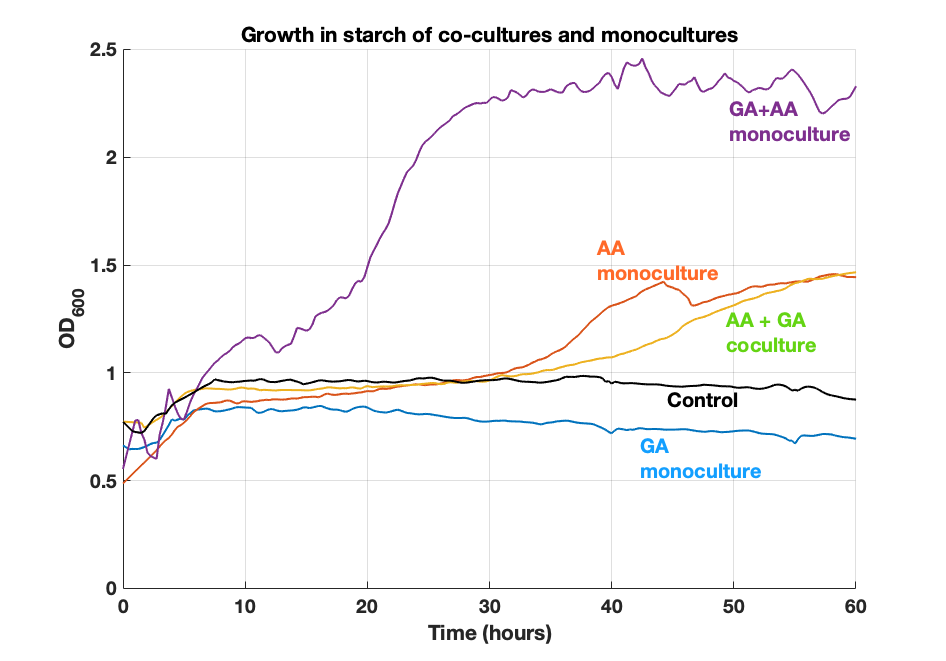 Growth in starch of co-cultures and monocultures
2.5
2
1.5
1
0.5
0
OD600
GA+AA
monoculture
AA
monoculture
AA + GA
coculture
Control
GA
monoculture
0 10 20 30 40 50 60
Time (hours)